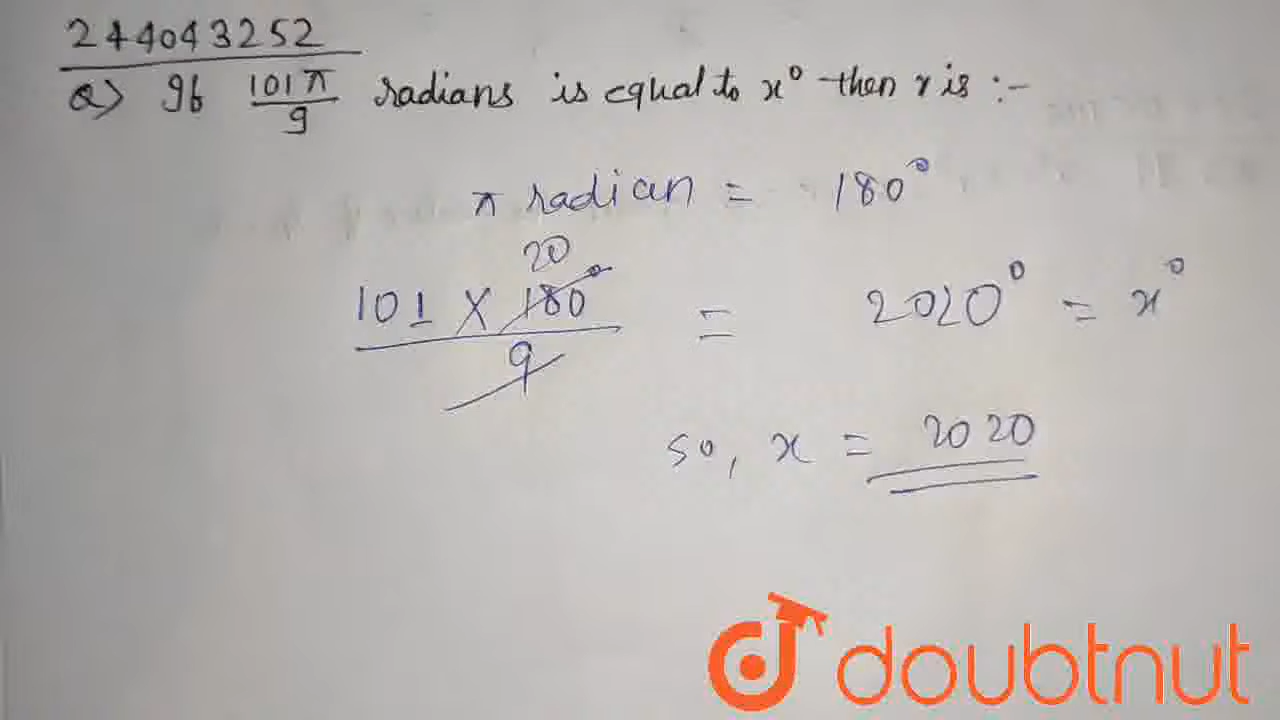 244043252
Q) 96 101π/9 radians is equal to x° then x is :-
π radian = 180°
20
101 X 180°/9 = 2020° = x°
so, x = 2020
doubtnut